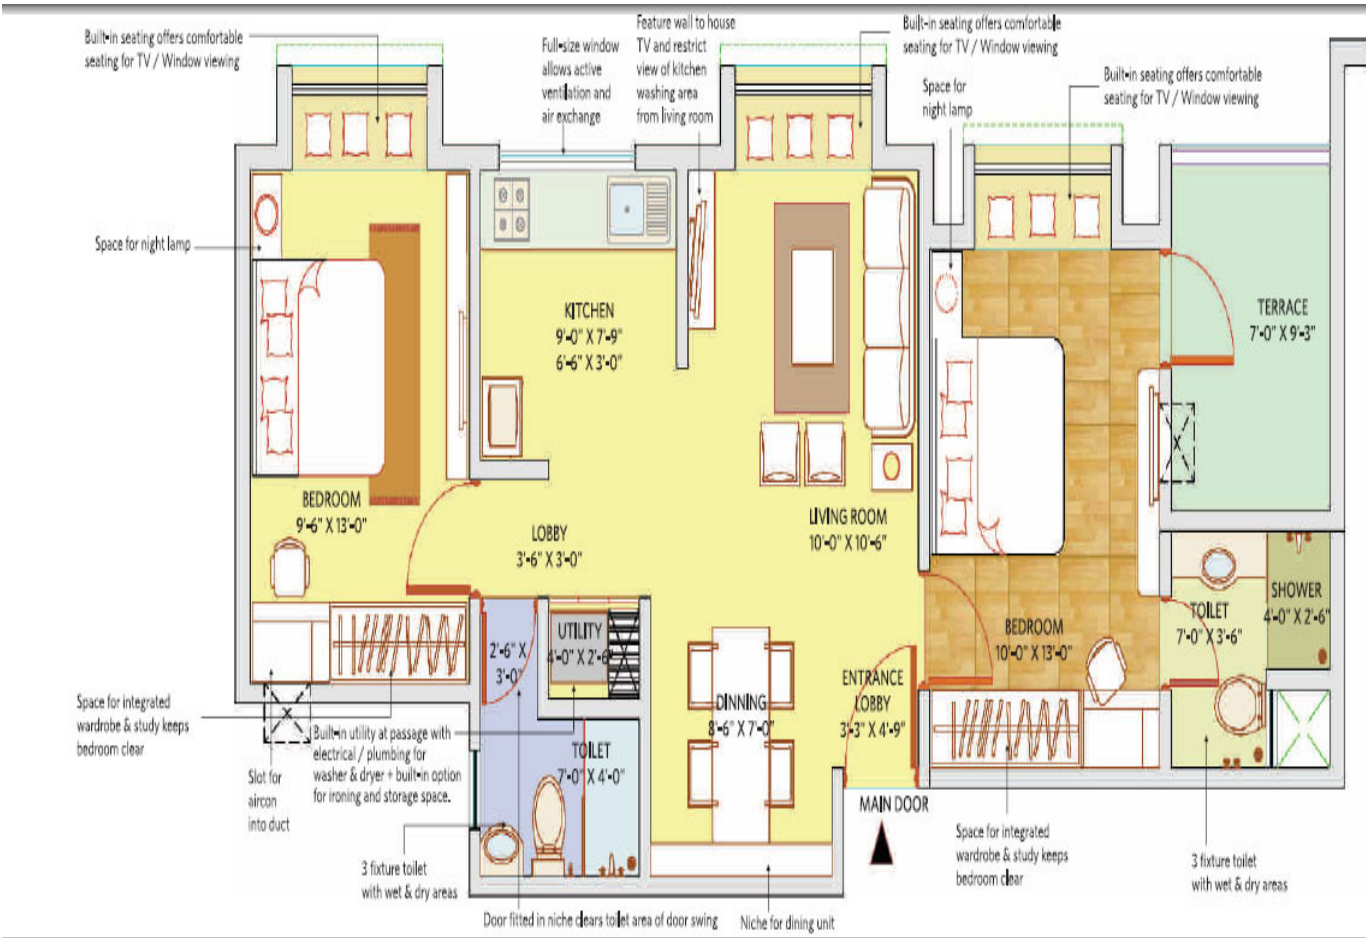 Built-in seating offers comfortable
seating for TV / Window viewing
Full-size window
allows active
ventilation and
air exchange
Feature wall to house
TV and restrict
view of kitchen
washing area
from living room
Built-in seating offers comfortable
seating for TV / Window viewing
Space for
night lamp
Built-in seating offers comfortable
seating for TV / Window viewing
Space for night lamp
KITCHEN
9'-0" X 7'-9"
6'-6" X 3'-0"
TERRACE
7'-0" X 9'-3"
BEDROOM
9'-6" X 13'-0"
LOBBY
3'-6" X 3'-0"
LIVING ROOM
10'-0" X 10'-6"
2'-6" X
3'-0"
UTILITY
4'-0" X 2'-6"
BEDROOM
10'-0" X 13'-0"
TOILET
7'-0" X 3'-6"
SHOWER
4'-0" X 2'-6"
DINNING
8'-6" X 7'-0"
ENTRANCE
LOBBY
3'-3" X 4'-9"
TOILET
7'-0" X 4'-0"
MAIN DOOR
Space for integrated
wardrobe & study keeps
bedroom clear
Slot for
aircon
into duct
Built-in utility at passage with
electrical / plumbing for
washer & dryer + built-in option
for ironing and storage space.
3 fixture toilet
with wet & dry areas
Door fitted in niche clears toilet area of door swing
Niche for dining unit
Space for integrated
wardrobe & study keeps
bedroom clear
3 fixture toilet
with wet & dry areas